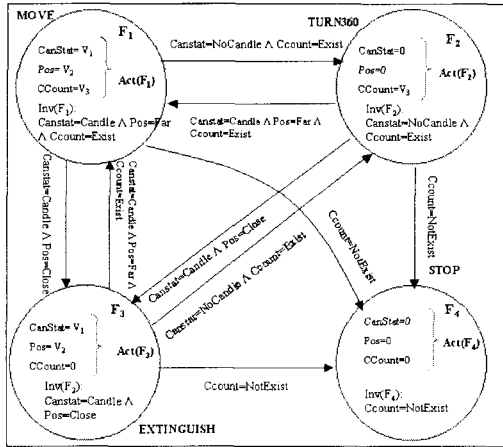 MOVE
F1
CanStat= V1
Pos= V2
CCount=V3
Act(F1)
Inv(F1):
Canstat=Candle ∧ Pos=Far
∧ Ccount=Exist
Canstat=NoCandle ∧ Ccount=Exist
TURN360
F2
CanStat=0
Pos=0
CCount=V3
Act(F2)
Inv(F2):
Canstat=NoCandle ∧
Ccount=Exist
Canstat=Candle ∧ Pos=Far ∧
Ccount=Exist
Canstat=Candle ∧
Pos=Close
Canstat=Candle ∧ Pos=Far ∧
Ccount=Exist
Canstat=Candle ∧ Pos=Close
Canstat=NoCandle ∧ Ccount=Exist
Ccount=NotExist
Ccount=NotExist
STOP
F3
CanStat= V1
Pos= V2
CCount=0
Act(F3)
Inv(F3):
Canstat=Candle ∧
Pos=Close
EXTINGUISH
Ccount=NotExist
F4
CanStat=0
Pos=0
CCount=0
Act(F4)
Inv(F4):
Ccount=NotExist